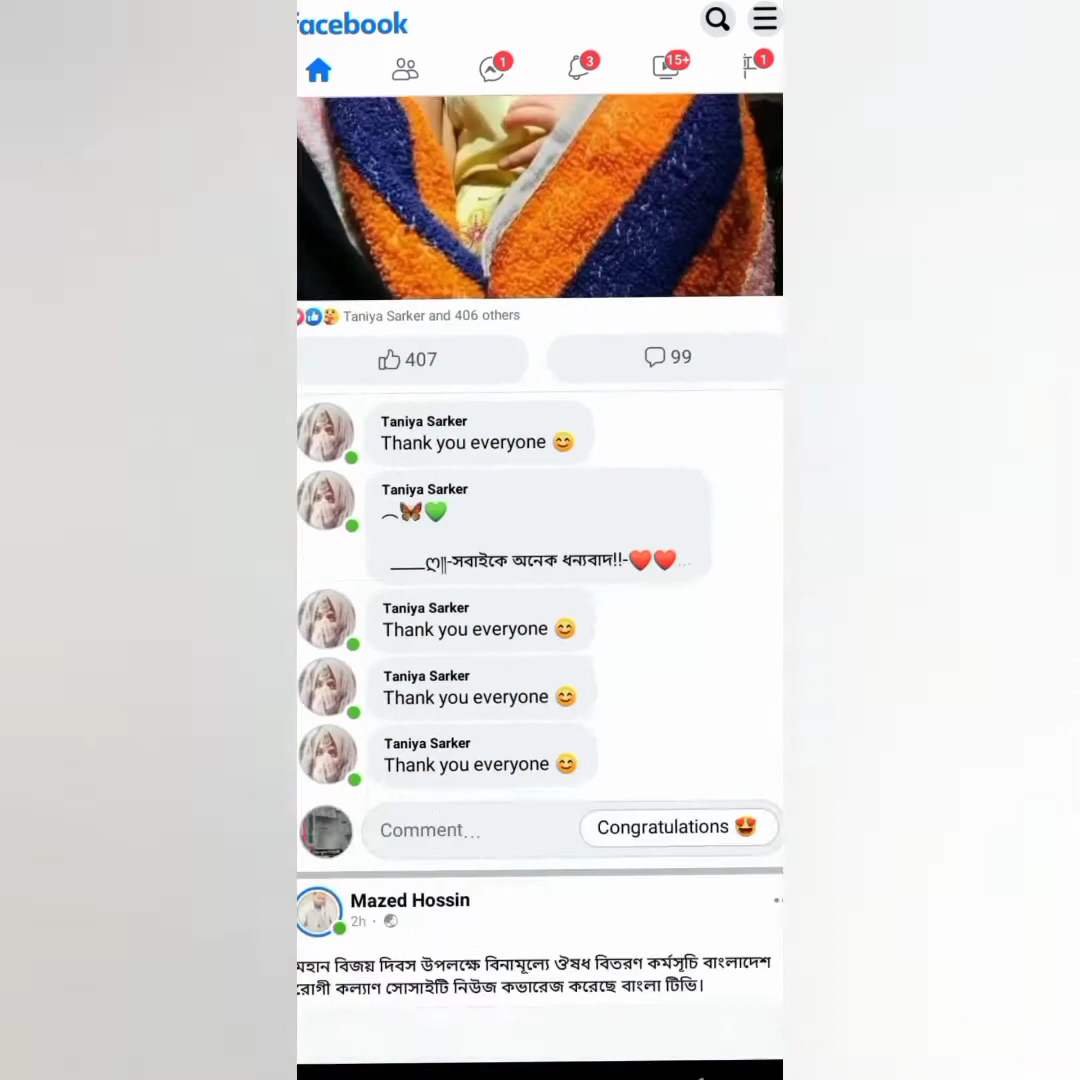 facebook
1
3
15+
1
Taniya Sarker and 406 others
407
99
Taniya Sarker
Thank you everyone 😊
Taniya Sarker
︵🦋💚
____ღ||-সবাইকে অনেক ধন্যবাদ!!-❤️❤️...
Taniya Sarker
Thank you everyone 😊
Taniya Sarker
Thank you everyone 😊
Taniya Sarker
Thank you everyone 😊
Comment...
Congratulations 😍
Mazed Hossin
2h ·
মহান বিজয় দিবস উপলক্ষে বিনামূল্যে ঔষধ বিতরণ কর্মসূচি বাংলাদেশ
রোগী কল্যাণ সোসাইটি নিউজ কভারেজ করেছে বাংলা টিভি।